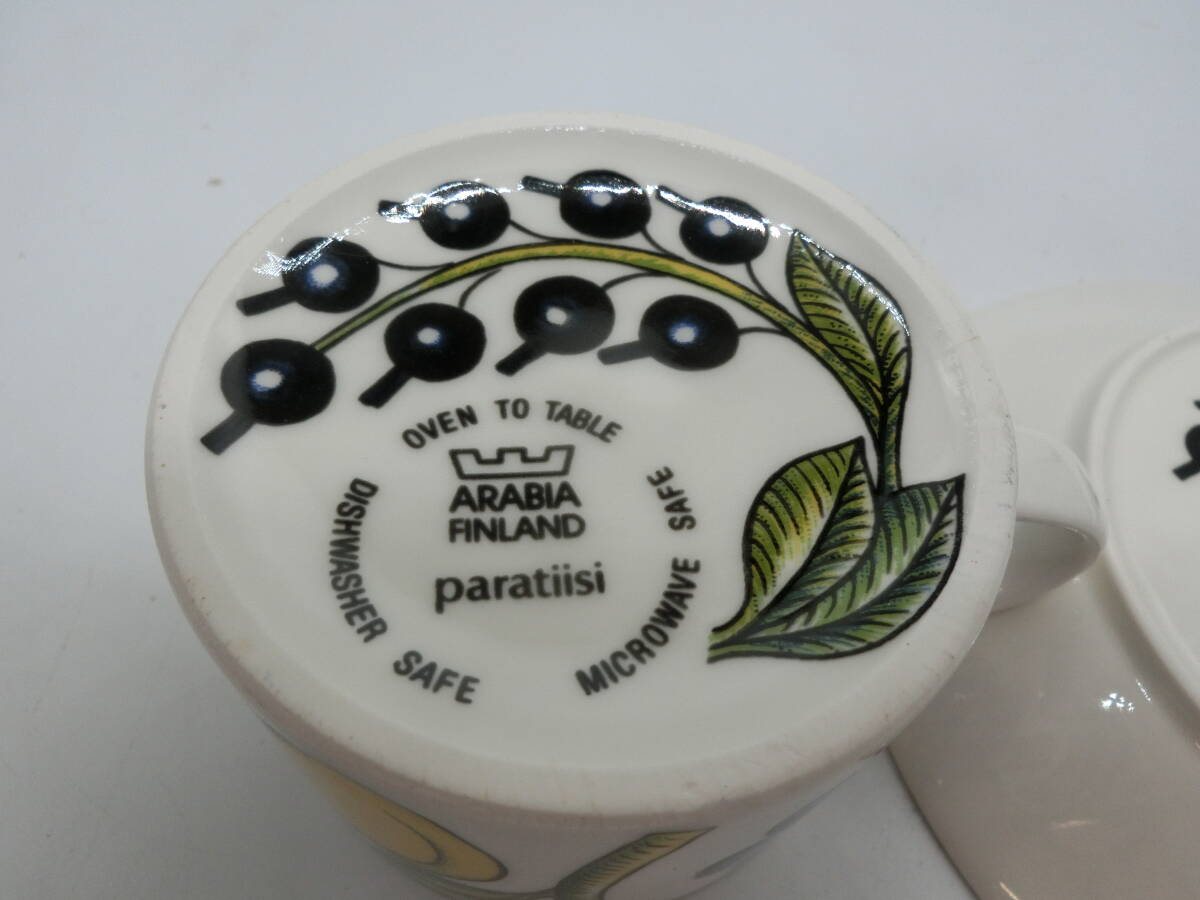 OVEN TO TABLE
ARABIA
FINLAND
paratiisi
DISHWASHER SAFE
MICROWAVE SAFE